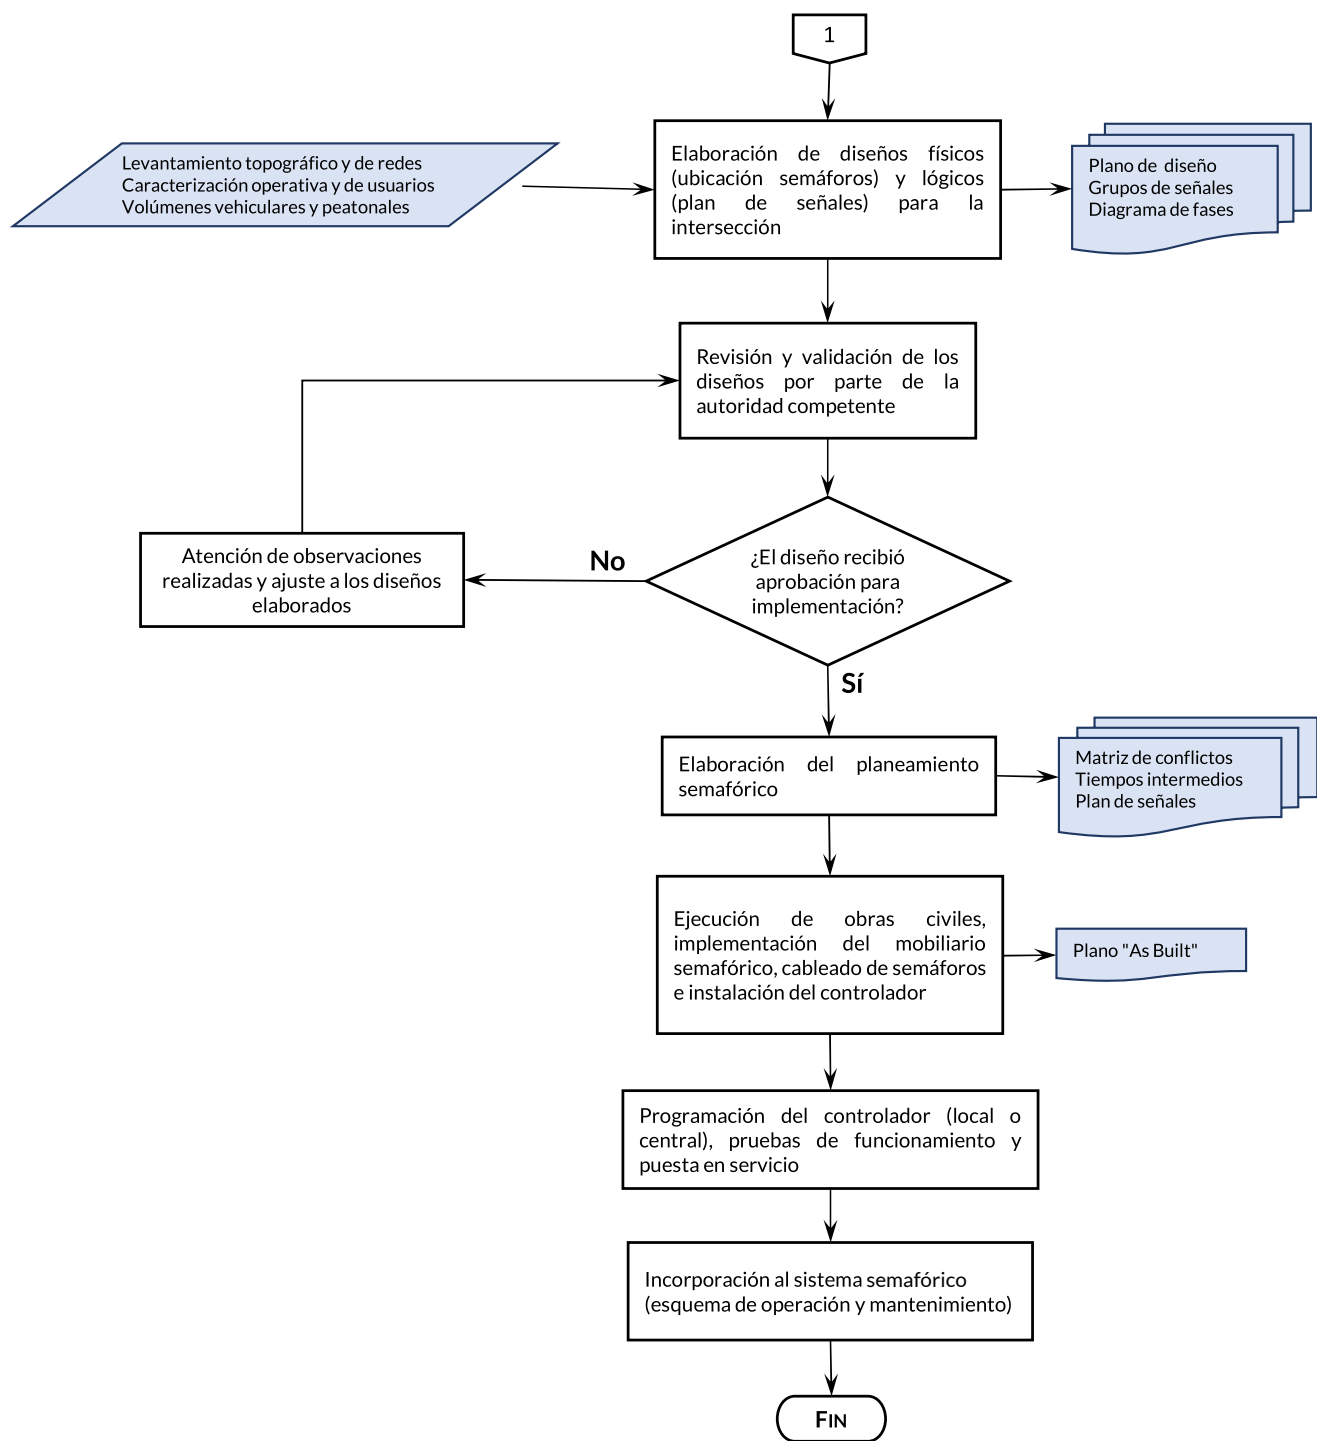 1
Levantamiento topográfico y de redes
Caracterización operativa y de usuarios
Volúmenes vehiculares y peatonales
Elaboración de diseños físicos
(ubicación semáforos) y lógicos
(plan de señales) para la
intersección
Plano de diseño
Grupos de señales
Diagrama de fases
Revisión y validación de los
diseños por parte de la
autoridad competente
¿El diseño recibió
aprobación para
implementación?
No
Atención de observaciones
realizadas y ajuste a los diseños
elaborados
Sí
Elaboración del planeamiento
semafórico
Matriz de conflictos
Tiempos intermedios
Plan de señales
Ejecución de obras civiles,
implementación del mobiliario
semafórico, cableado de semáforos
e instalación del controlador
Plano "As Built"
Programación del controlador (local o
central), pruebas de funcionamiento y
puesta en servicio
Incorporación al sistema semafórico
(esquema de operación y mantenimiento)
FIN